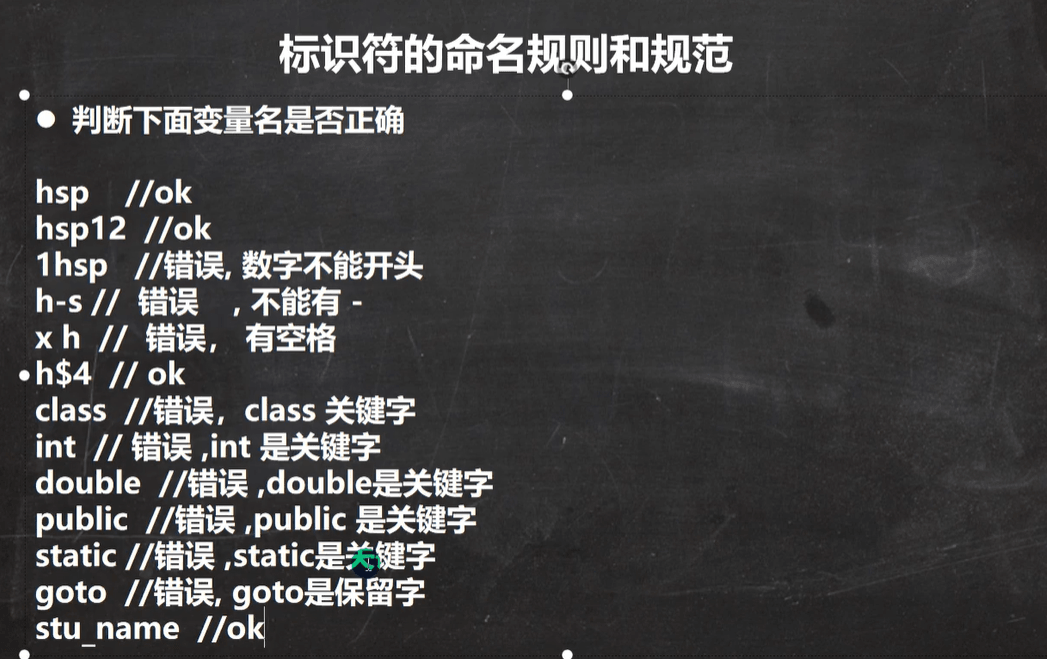 标识符的命名规则和规范
● 判断下面变量名是否正确
hsp //ok
hsp12 //ok
1hsp //错误, 数字不能开头
h-s // 错误 , 不能有 -
x h // 错误， 有空格
h$4 // ok
class //错误，class 关键字
int // 错误 ,int 是关键字
double //错误 ,double是关键字
public //错误 ,public 是关键字
static //错误 ,static是关键字
goto //错误, goto是保留字
stu_name //ok